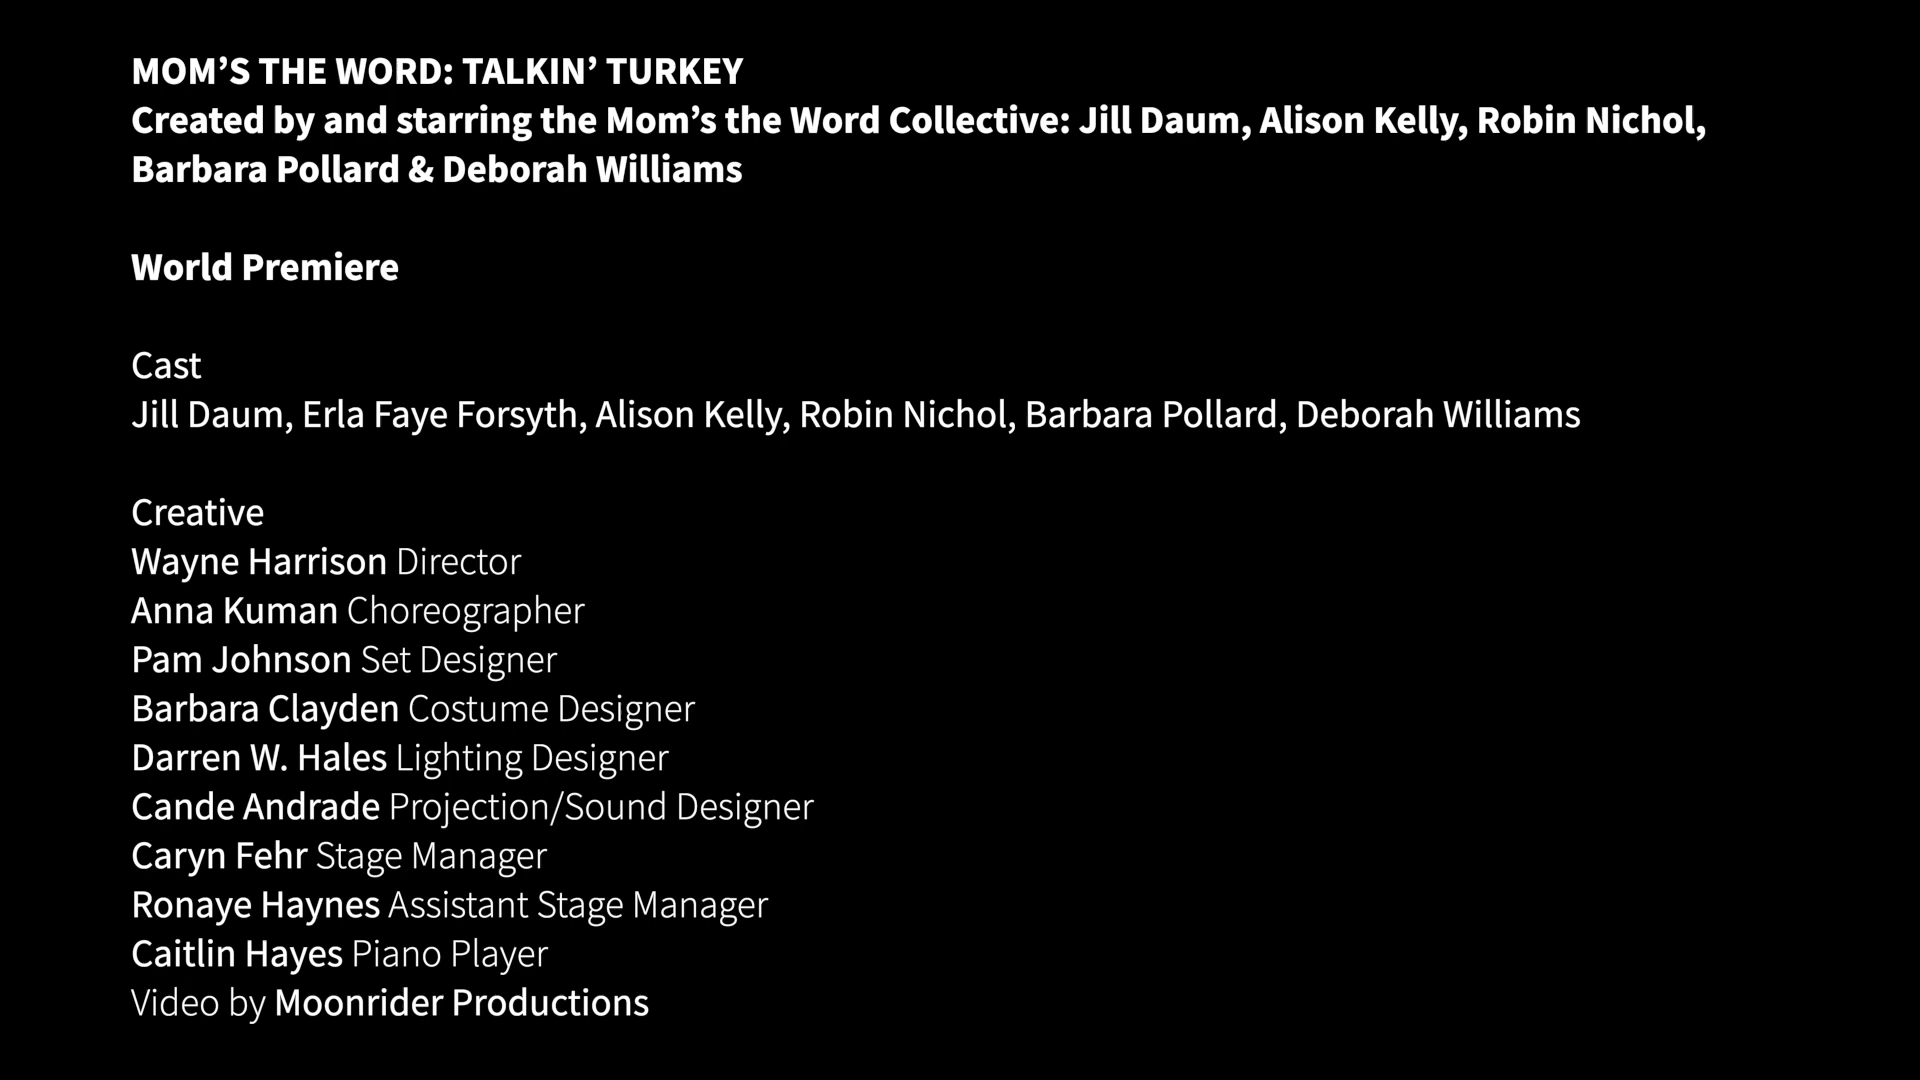 MOM’S THE WORD: TALKIN’ TURKEY
Created by and starring the Mom’s the Word Collective: Jill Daum, Alison Kelly, Robin Nichol,
Barbara Pollard & Deborah Williams
World Premiere
Cast
Jill Daum, Erla Faye Forsyth, Alison Kelly, Robin Nichol, Barbara Pollard, Deborah Williams
Creative
Wayne Harrison Director
Anna Kuman Choreographer
Pam Johnson Set Designer
Barbara Clayden Costume Designer
Darren W. Hales Lighting Designer
Cande Andrade Projection/Sound Designer
Caryn Fehr Stage Manager
Ronaye Haynes Assistant Stage Manager
Caitlin Hayes Piano Player
Video by Moonrider Productions